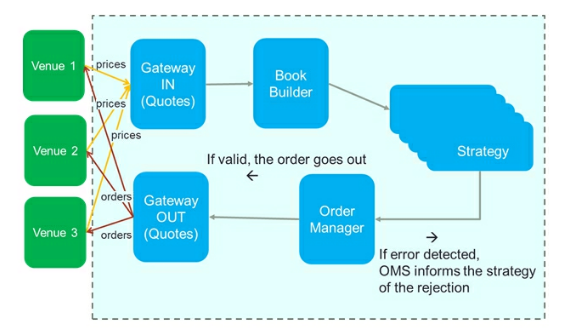 Venue 1
prices
Gateway
IN
(Quotes)
Book
Builder
prices
prices
Venue 2
Strategy
If valid, the order goes out
←
orders
Gateway
OUT
(Quotes)
Order
Manager
Venue 3
orders
→
If error detected,
OMS informs the strategy
of the rejection